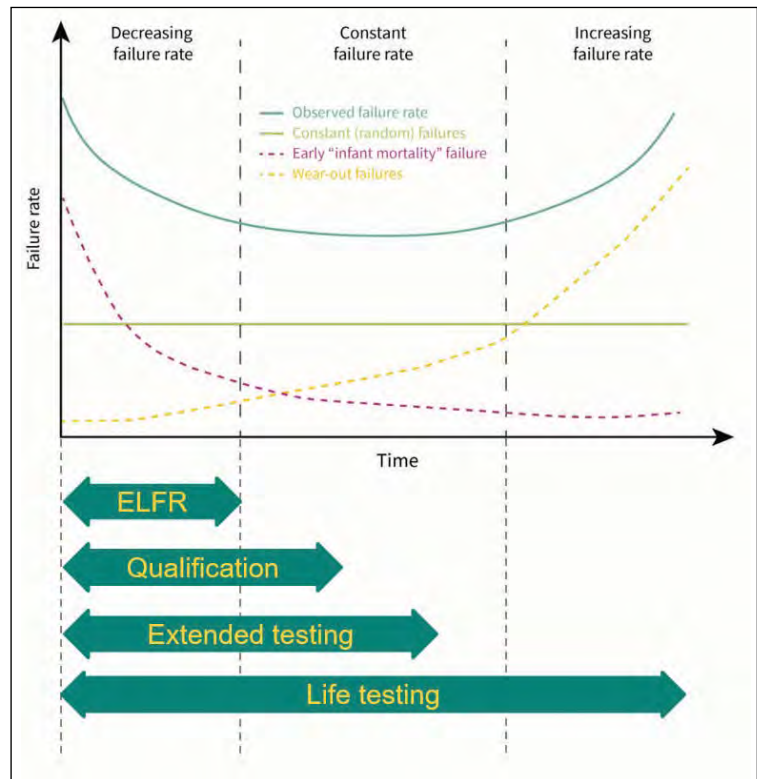 Decreasing
failure rate
Constant
failure rate
Increasing
failure rate
Observed failure rate
Constant (random) failures
Early “infant mortality” failure
Wear-out failures
Failure rate
Time
ELFR
Qualification
Extended testing
Life testing